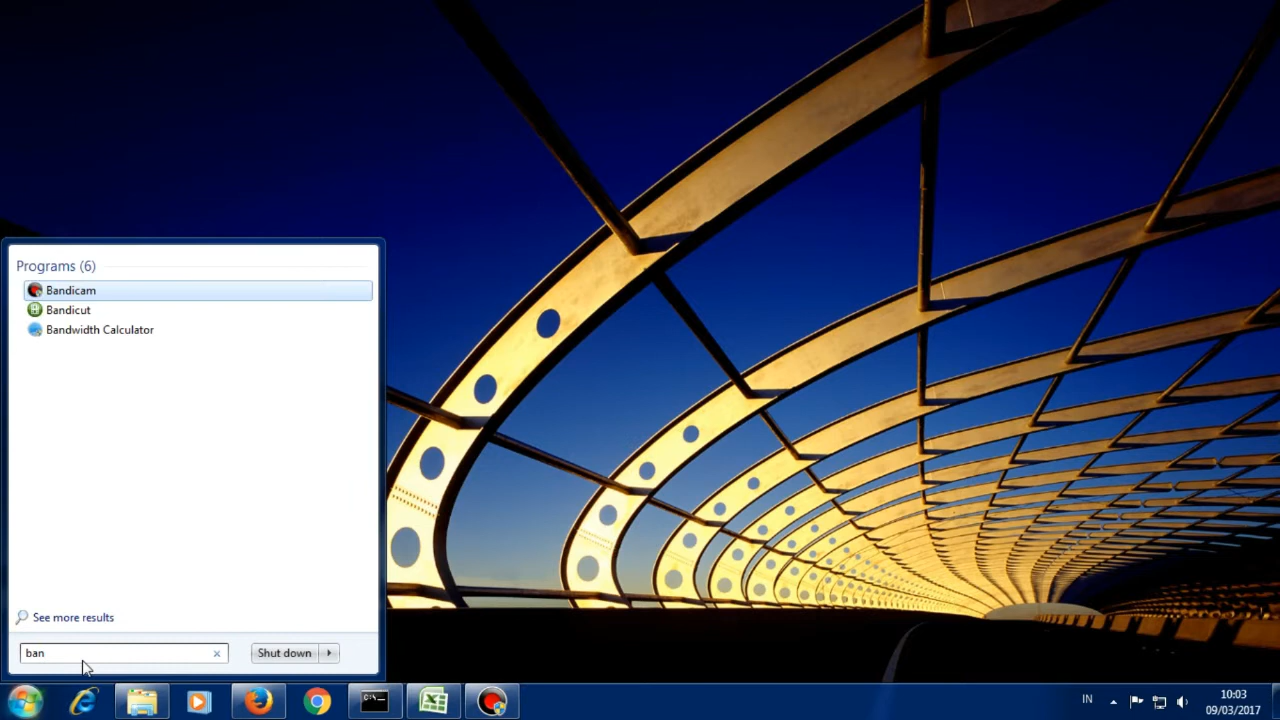 Programs (6)
Bandicam
Bandicut
Bandwidth Calculator
See more results
ban
Shut down
C:\
IN
10:03
09/03/2017